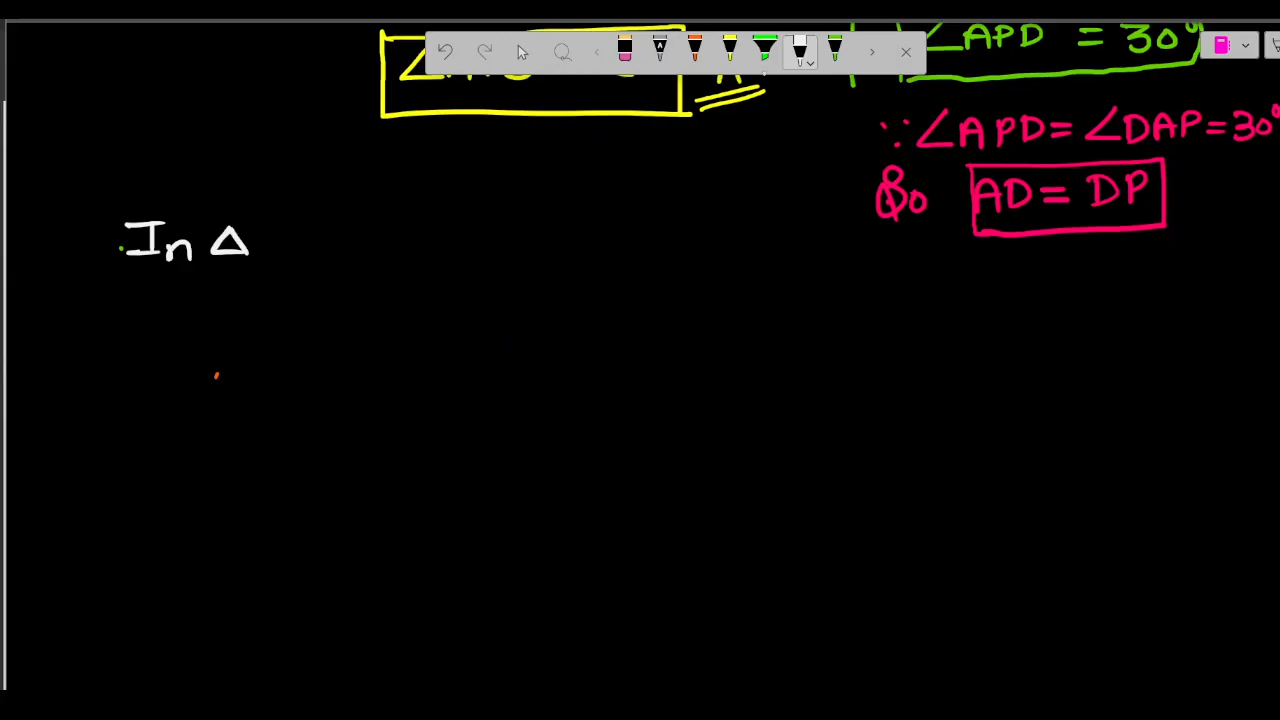 ∠APD = 30°
∵ ∠APD = ∠DAP = 30°
So AD = DP
In △